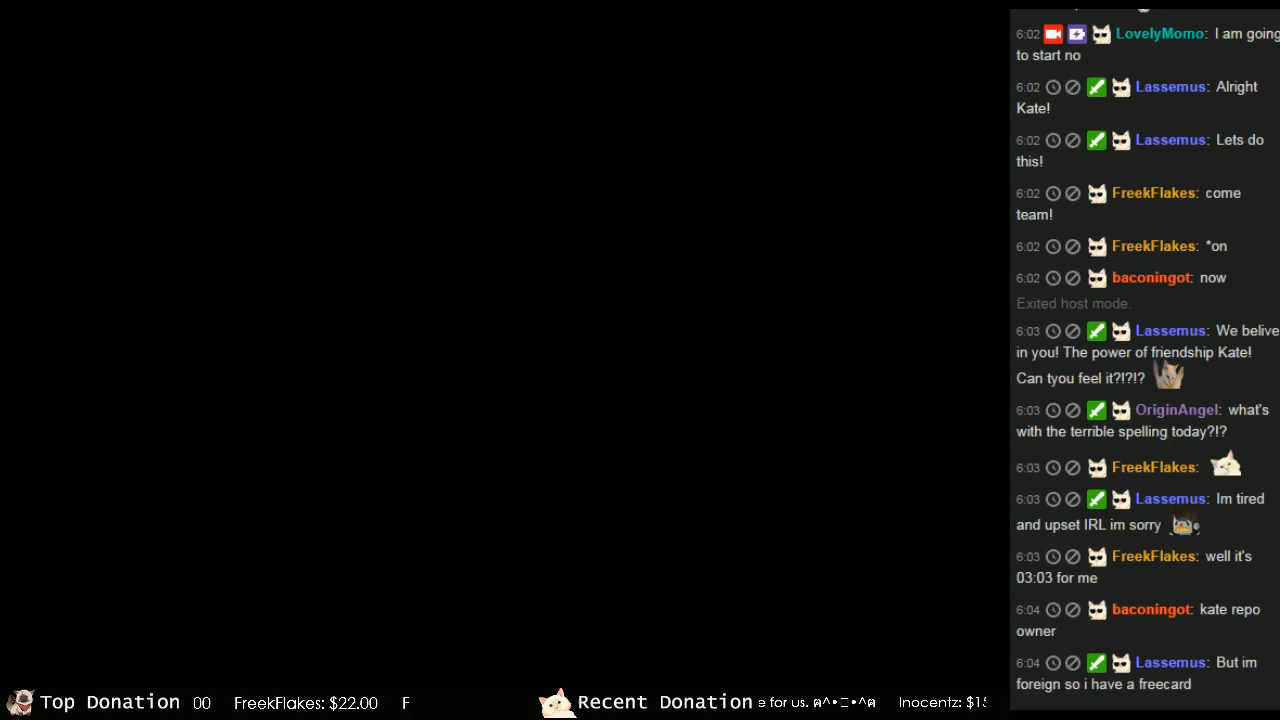 6:02 LovelyMomo: I am going
to start no
6:02 Lassemus: Alright
Kate!
6:02 Lassemus: Lets do
this!
6:02 FreekFlakes: come
team!
6:02 FreekFlakes: *on
6:02 baconingot: now
Exited host mode.
6:03 Lassemus: We belive
in you! The power of friendship Kate!
Can tyou feel it?!?!?
6:03 OriginAngel: what's
with the terrible spelling today?!?
6:03 FreekFlakes:
6:03 Lassemus: Im tired
and upset IRL im sorry
6:03 FreekFlakes: well it's
03:03 for me
6:04 baconingot: kate repo
owner
6:04 Lassemus: But im
foreign so i have a freecard
Top Donation 00 FreekFlakes: $22.00 F Recent Donation e for us. Inocentz: $15